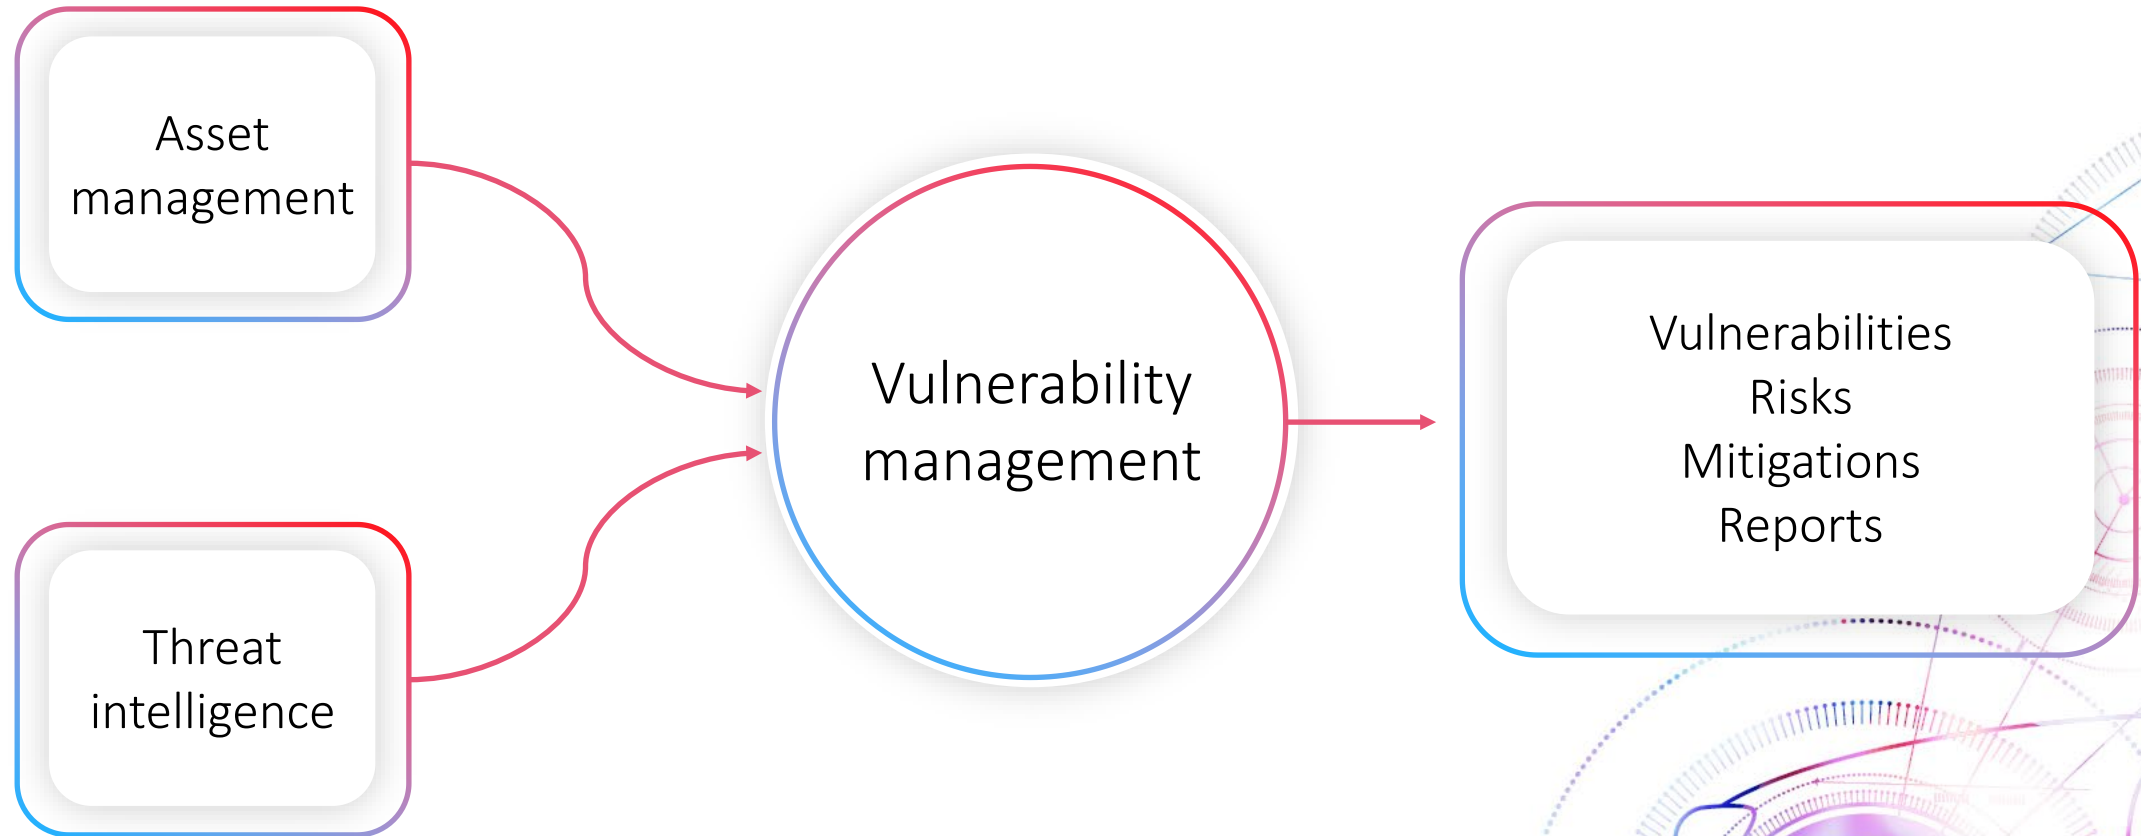 Asset
management
Threat
intelligence
Vulnerability
management
Vulnerabilities
Risks
Mitigations
Reports